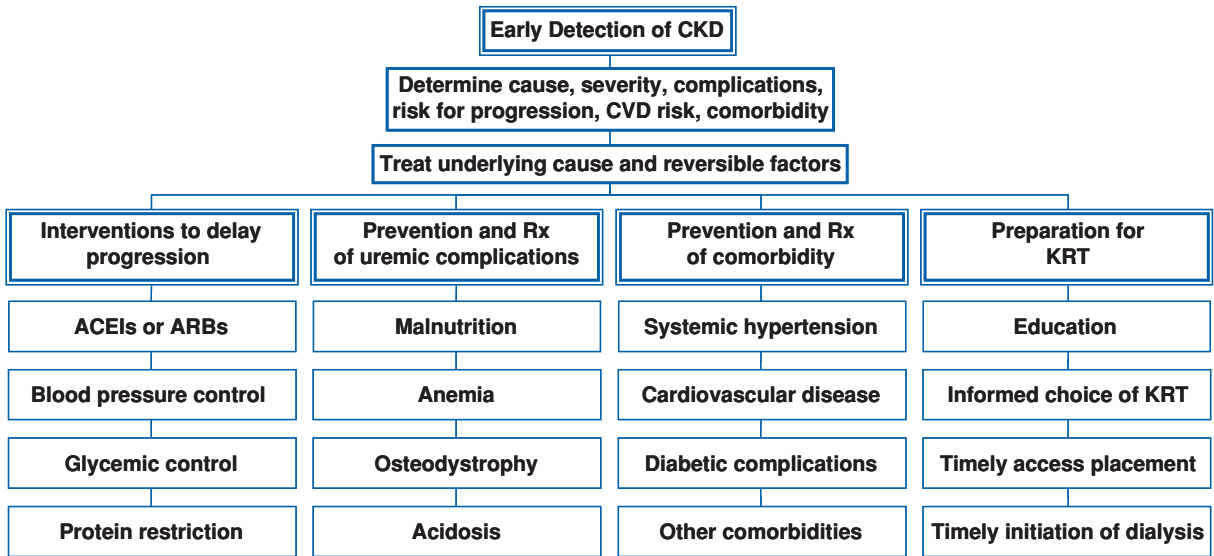 Early Detection of CKD
Determine cause, severity, complications,
risk for progression, CVD risk, comorbidity
Treat underlying cause and reversible factors
Interventions to delay
progression
ACEIs or ARBs
Blood pressure control
Glycemic control
Protein restriction
Prevention and Rx
of uremic complications
Malnutrition
Anemia
Osteodystrophy
Acidosis
Prevention and Rx
of comorbidity
Systemic hypertension
Cardiovascular disease
Diabetic complications
Other comorbidities
Preparation for
KRT
Education
Informed choice of KRT
Timely access placement
Timely initiation of dialysis